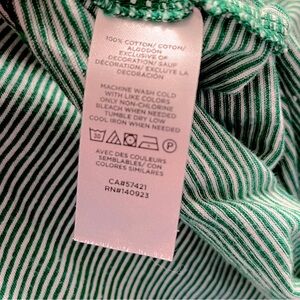 100% COTTON/ COTON/
ALGODÓN
EXCLUSIVE OF
DECORATION/ SAUF
DÉCORATION/ EXCLUYE LA
DECORACIÓN
MACHINE WASH COLD
WITH LIKE COLORS
ONLY NON-CHLORINE
BLEACH WHEN NEEDED
TUMBLE DRY LOW
COOL IRON WHEN NEEDED
30 P
AVEC DES COULEURS
SEMBLABLES/ CON
COLORES SIMILARES
CA#57421
RN#140923